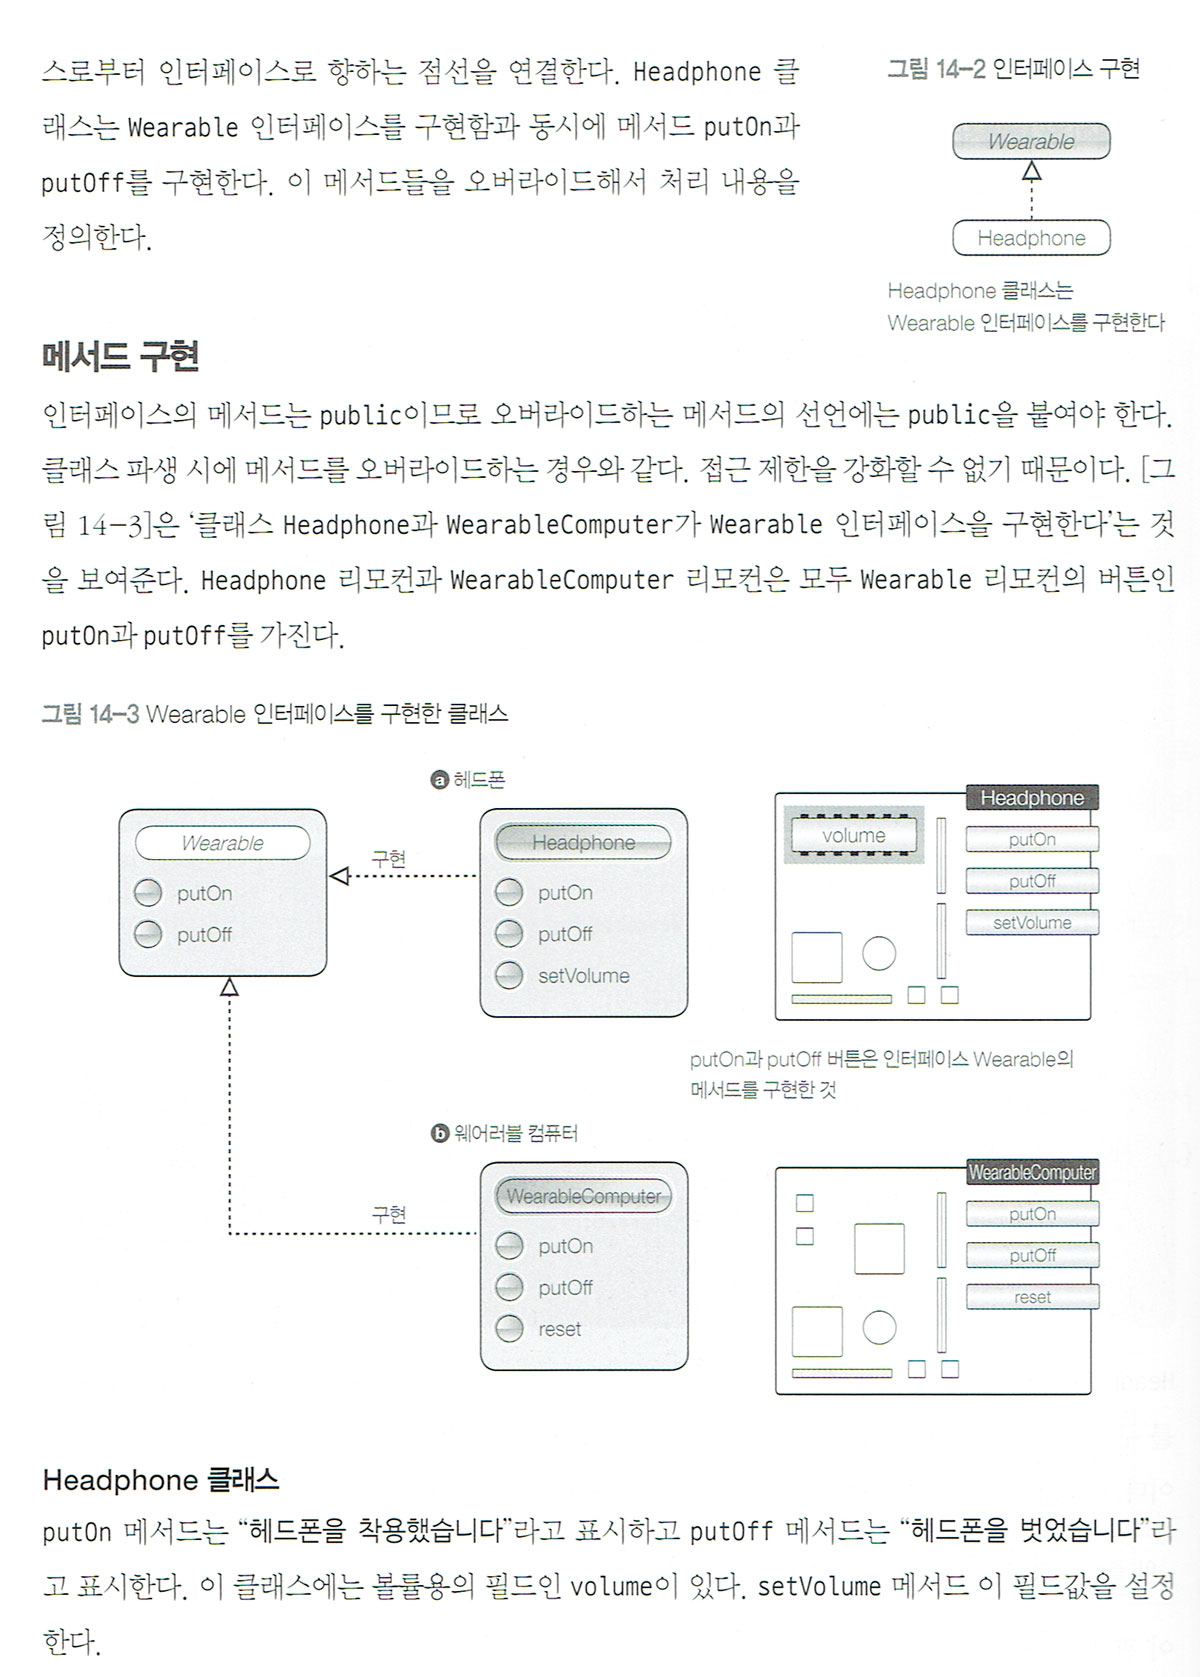 스로부터 인터페이스로 향하는 점선을 연결한다. Headphone 클
래스는 Wearable 인터페이스를 구현함과 동시에 메서드 putOn과
putOff를 구현한다. 이 메서드들을 오버라이드해서 처리 내용을
정의한다.
그림 14-2 인터페이스 구현
Wearable
Headphone
Headphone 클래스는
Wearable 인터페이스를 구현한다
메서드 구현
인터페이스의 메서드는 public이므로 오버라이드하는 메서드의 선언에는 public을 붙여야 한다.
클래스 파생 시에 메서드를 오버라이드하는 경우와 같다. 접근 제한을 강화할 수 없기 때문이다. [그
림 14-3]은 ‘클래스 Headphone과 WearableComputer가 Wearable 인터페이스을 구현한다’는 것
을 보여준다. Headphone 리모컨과 WearableComputer 리모컨은 모두 Wearable 리모컨의 버튼인
putOn과 putOff를 가진다.
그림 14-3 Wearable 인터페이스를 구현한 클래스
Wearable
putOn
putOff
구현
ⓐ 헤드폰
Headphone
putOn
putOff
setVolume
volume
Headphone
putOn
putOff
setVolume
putOn과 putOff 버튼은 인터페이스 Wearable의
메서드를 구현한 것
구현
ⓑ 웨어러블 컴퓨터
WearableComputer
putOn
putOff
reset
WearableComputer
putOn
putOff
reset
Headphone 클래스
putOn 메서드는 “헤드폰을 착용했습니다”라고 표시하고 putOff 메서드는 “헤드폰을 벗었습니다”라
고 표시한다. 이 클래스에는 볼륨용의 필드인 volume이 있다. setVolume 메서드 이 필드값을 설정
한다.